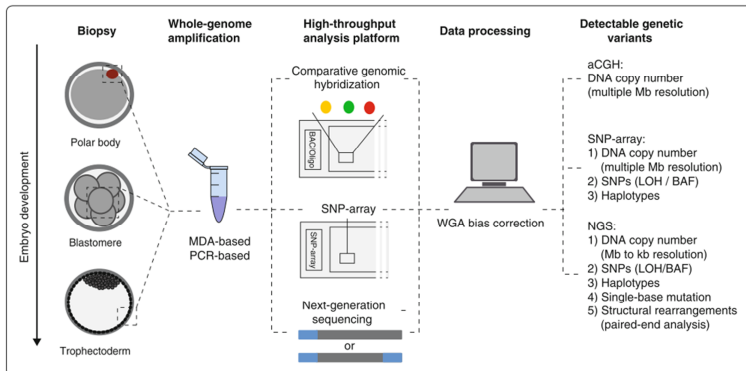 Biopsy
Whole-genome
amplification
High-throughput
analysis platform
Data processing
Detectable genetic
variants
Embryo development
Polar body
Blastomere
Trophectoderm
MDA-based
PCR-based
Comparative genomic
hybridization
BAC/Oligo
SNP-array
SNP-array
Next-generation
sequencing
or
WGA bias correction
aCGH:
DNA copy number
(multiple Mb resolution)
SNP-array:
1) DNA copy number
(multiple Mb resolution)
2) SNPs (LOH / BAF)
3) Haplotypes
NGS:
1) DNA copy number
(Mb to kb resolution)
2) SNPs (LOH/BAF)
3) Haplotypes
4) Single-base mutation
5) Structural rearrangements
(paired-end analysis)